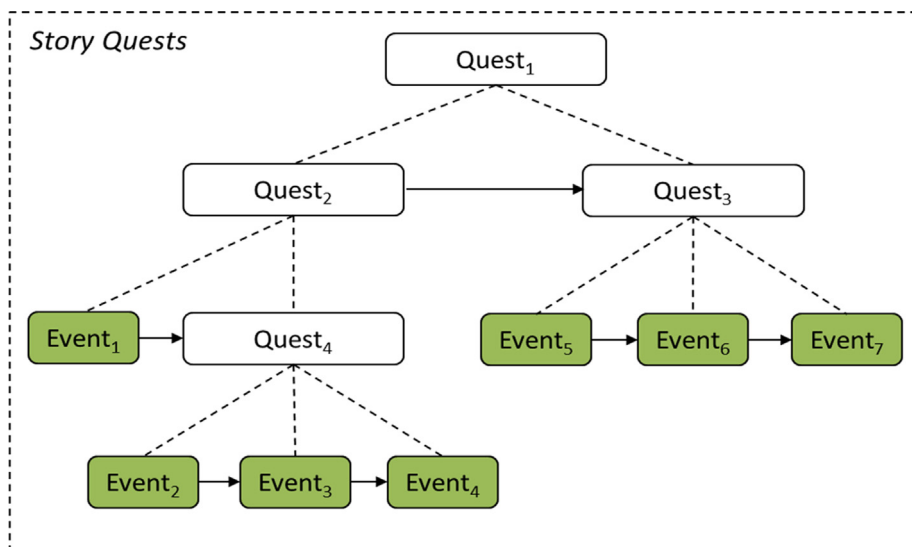 Story Quests
Quest₁
Quest₂
Quest₃
Event₁
Quest₄
Event₅
Event₆
Event₇
Event₂
Event₃
Event₄